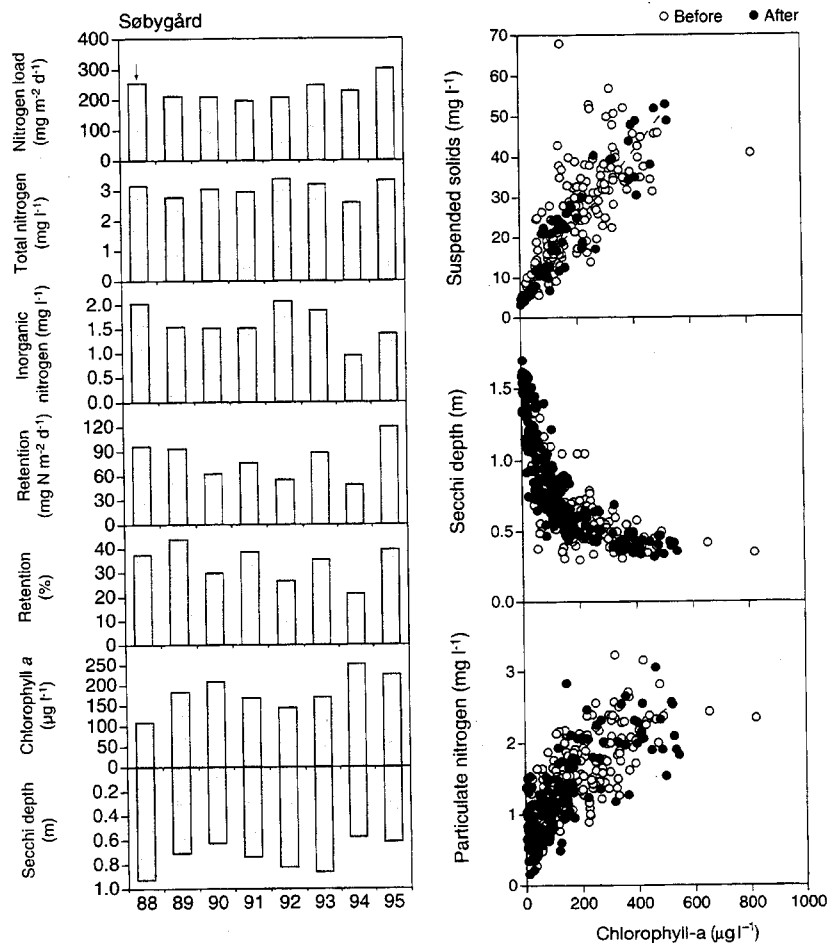 Søbygård
Nitrogen load
(mg m⁻² d⁻¹)
400
300
200
100
0
Total nitrogen
(mg l⁻¹)
3
2
1
0
Inorganic
nitrogen (mg l⁻¹)
2.0
1.5
1.0
0.5
0.0
Retention
(mg N m⁻² d⁻¹)
120
90
60
30
0
Retention
(%)
40
30
20
10
0
Chlorophyll a
(µg l⁻¹)
250
200
150
100
50
0
Secchi depth
(m)
0.2
0.4
0.6
0.8
1.0
88 89 90 91 92 93 94 95
Before After
Suspended solids (mg l⁻¹)
70
60
50
40
30
20
10
0
Secchi depth (m)
1.5
1.0
0.5
0.0
Particulate nitrogen (mg l⁻¹)
3
2
1
0
0 200 400 600 800 1000
Chlorophyll-a (µg l⁻¹)